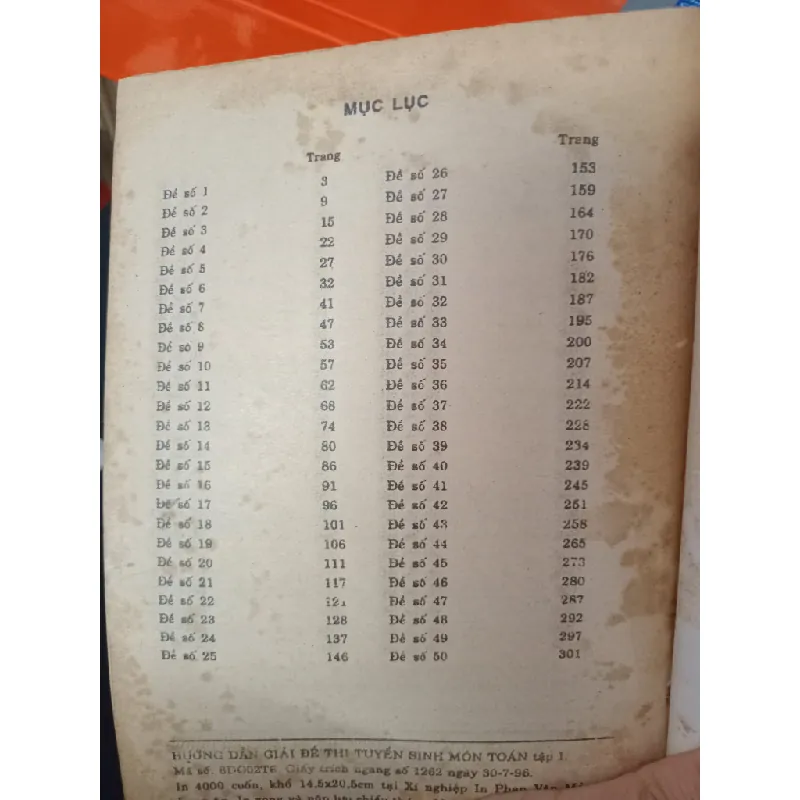 MỤC LỤC
Trang
Đề số 1 3
Đề số 2 9
Đề số 3 15
Đề số 4 22
Đề số 5 27
Đề số 6 32
Đề số 7 41
Đề số 8 47
Đề số 9 53
Đề số 10 57
Đề số 11 62
Đề số 12 68
Đề số 13 74
Đề số 14 80
Đề số 15 86
Đề số 16 91
Đề số 17 96
Đề số 18 101
Đề số 19 106
Đề số 20 111
Đề số 21 117
Đề số 22
Đề số 23 128
Đề số 24 137
Đề số 25 146
Trang
Đề số 26 153
Đề số 27 159
Đề số 28 164
Đề số 29 170
Đề số 30 176
Đề số 31 182
Đề số 32 187
Đề số 33 195
Đề số 34 200
Đề số 35 207
Đề số 36 214
Đề số 37 222
Đề số 38 228
Đề số 39 234
Đề số 40 239
Đề số 41 245
Đề số 42 251
Đề số 43 258
Đề số 44 265
Đề số 45 273
Đề số 46 280
Đề số 47 287
Đề số 48 292
Đề số 49 297
Đề số 50 301
HƯỚNG DẪN GIẢI ĐỀ THI TUYỂN SINH MÔN TOÁN tập 1.
Mã số. 8DG02T6. Giấy trích ngang số 1262 ngày 30-7-96.
In 4000 cuốn, khổ 14,5x20,5cm tại Xí nghiệp In Phan Văn